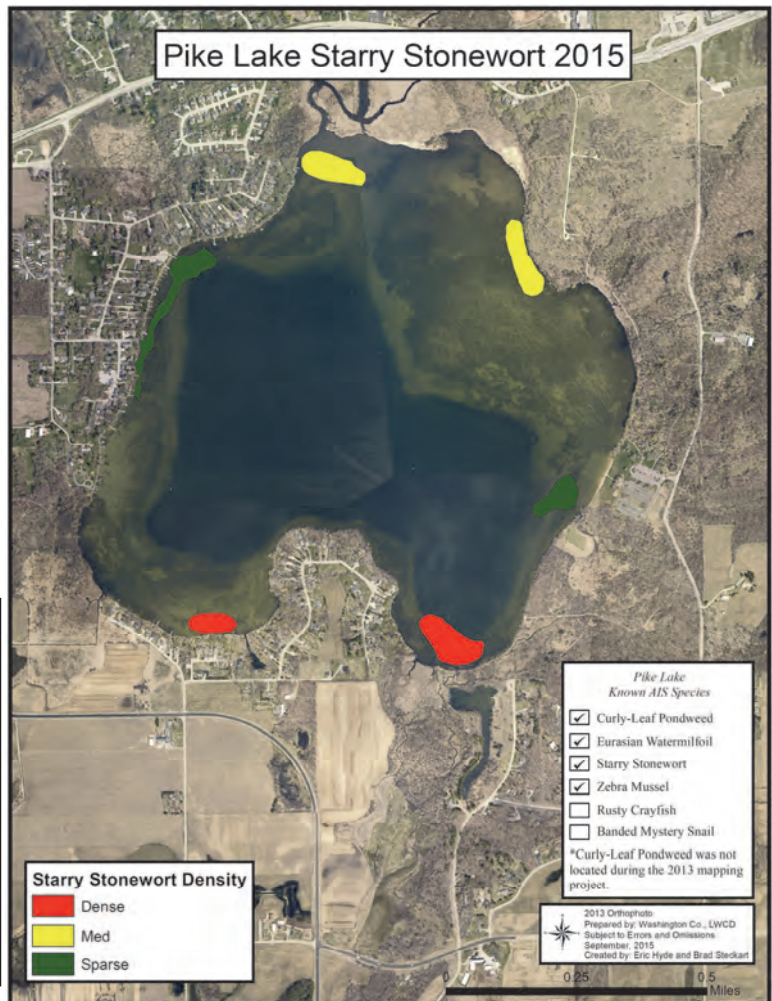 Pike Lake Starry Stonewort 2015
Pike Lake
Known AIS Species
✓ Curly-Leaf Pondweed
✓ Eurasian Watermilfoil
✓ Starry Stonewort
✓ Zebra Mussel
Rusty Crayfish
Banded Mystery Snail
*Curly-Leaf Pondweed was not
located during the 2013 mapping
project.
Starry Stonewort Density
Dense
Med
Sparse
2013 Orthophoto
Prepared by: Washington Co., LWCD
Subject to Errors and Omissions
September, 2015
Created by: Eric Hyde and Brad Steckart
0 0.25 0.5
Miles